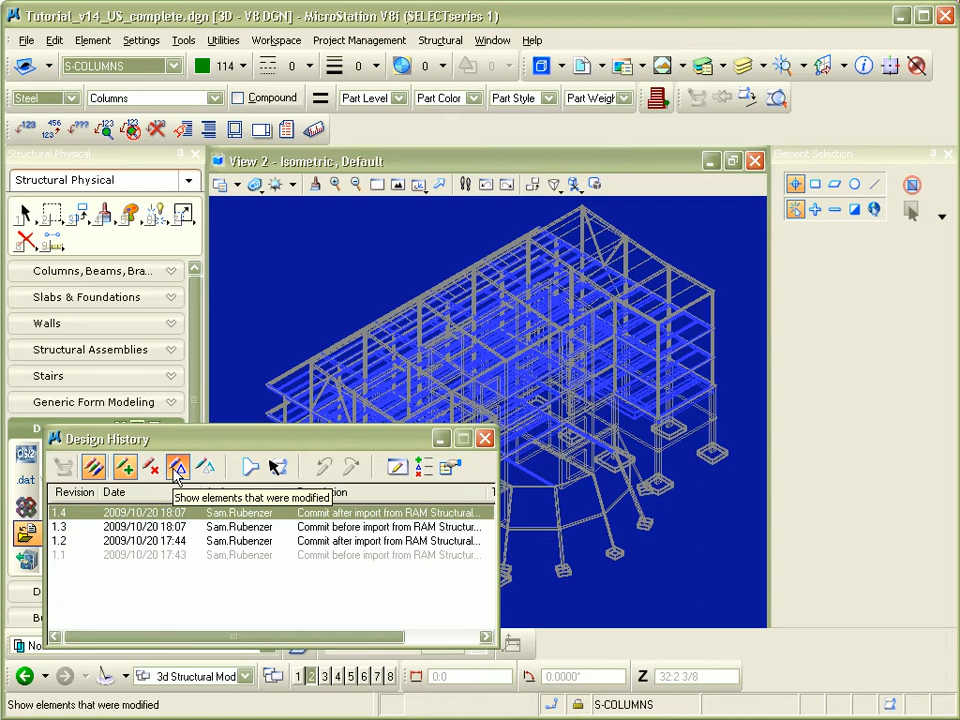 Tutorial_v14_US_complete.dgn [3D - V8 DGN] - MicroStation V8i (SELECTseries 1)
File Edit Element Settings Tools Utilities Workspace Project Management Structural Window Help
S-COLUMNS 114 0 0 0 0
Steel Columns Compound Part Level Part Color Part Style Part Weigh
Structural Physical
View 2 - Isometric, Default
Element Selection
Structural Physical
Columns, Beams, Bra...
Slabs & Foundations
Walls
Structural Assemblies
Stairs
Generic Form Modeling
Design History
Show elements that were modified
Revision Date
1.4 2009/10/20 18:07 Sam.Rubenzer Commit after import from RAM Structural...
1.3 2009/10/20 18:07 Sam.Rubenzer Commit before import from RAM Structur...
1.2 2009/10/20 17:44 Sam.Rubenzer Commit after import from RAM Structural...
1.1 2009/10/20 17:43 Sam.Rubenzer Commit before import from RAM Structur...
3d Structural Mod 1 2 3 4 5 6 7 8 0:0 0.0000° Z 32:2 3/8
Show elements that were modified S-COLUMNS